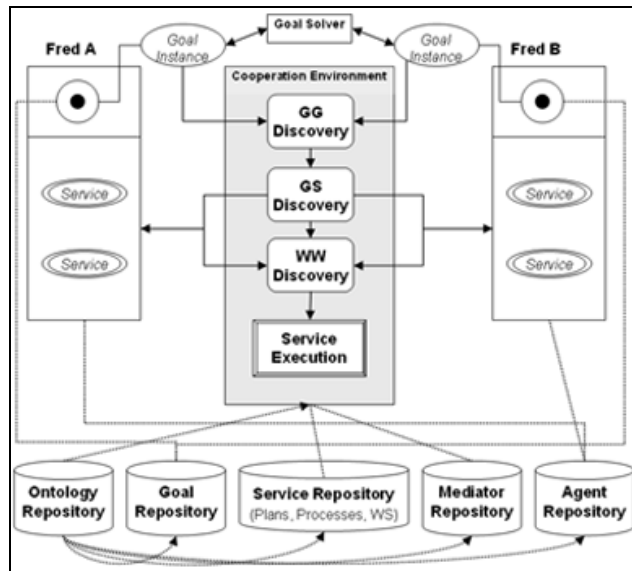 Goal Solver
Fred A
Goal
Instance
Goal
Instance
Fred B
Cooperation Environment
GG
Discovery
GS
Discovery
WW
Discovery
Service
Execution
Service
Service
Service
Service
Ontology
Repository
Goal
Repository
Service Repository
(Plans, Processes, WS)
Mediator
Repository
Agent
Repository